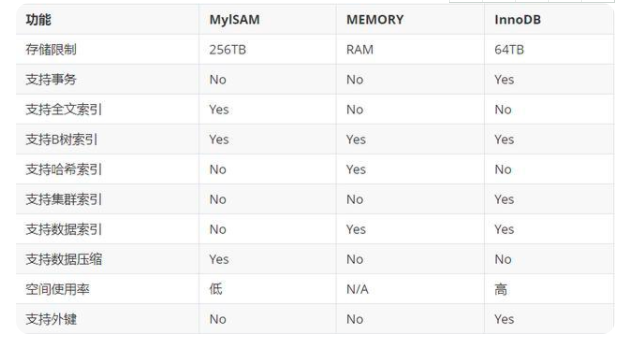 功能 MyISAM MEMORY InnoDB
存储限制 256TB RAM 64TB
支持事务 No No Yes
支持全文索引 Yes No No
支持B树索引 Yes Yes Yes
支持哈希索引 No Yes No
支持集群索引 No No Yes
支持数据索引 No Yes Yes
支持数据压缩 Yes No No
空间使用率 低 N/A 高
支持外键 No No Yes